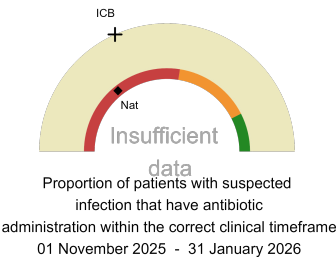 ICB
Nat
Insufficient
data
Proportion of patients with suspected
infection that have antibiotic
administration within the correct clinical timeframe
01 November 2025 - 31 January 2026